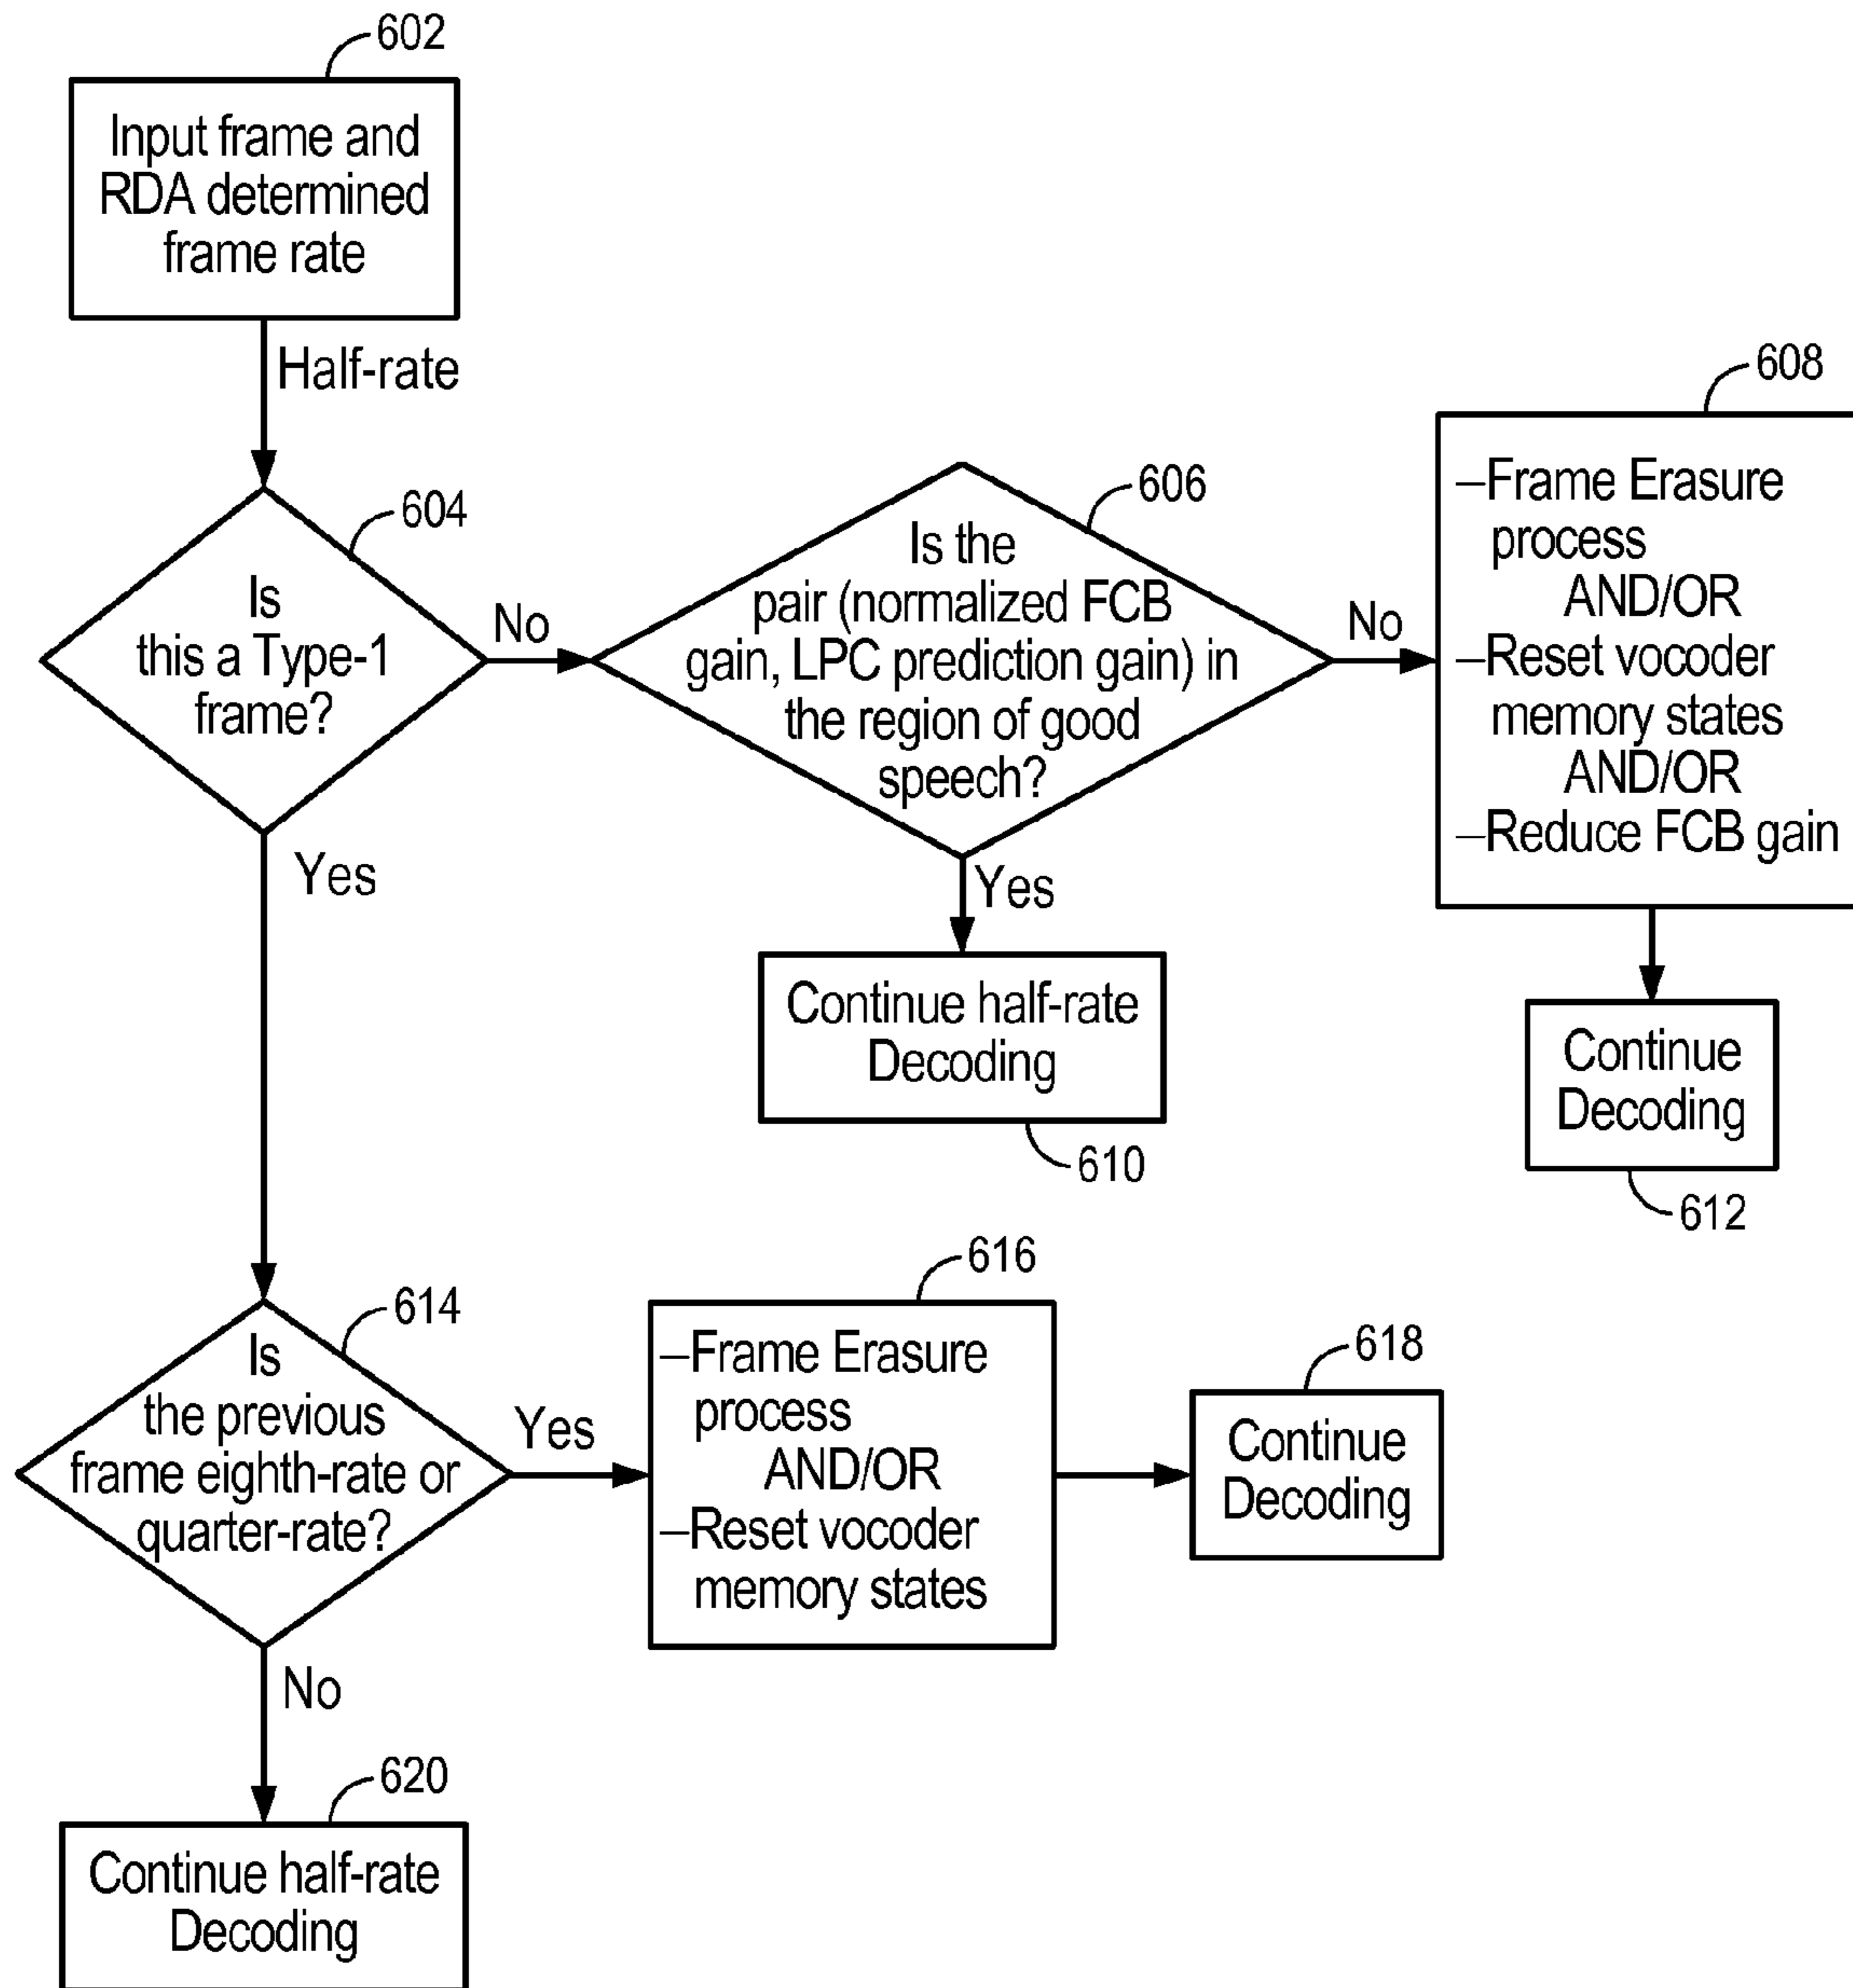 602
Input frame and
RDA determined
frame rate
Half-rate
604
Is
this a Type-1
frame?
No
Yes
606
Is the
pair (normalized FCB
gain, LPC prediction gain) in
the region of good
speech?
No
Yes
608
–Frame Erasure
process
AND/OR
–Reset vocoder
memory states
AND/OR
–Reduce FCB gain
Continue half-rate
Decoding
610
Continue
Decoding
612
614
Is
the previous
frame eighth-rate or
quarter-rate?
Yes
No
616
–Frame Erasure
process
AND/OR
–Reset vocoder
memory states
618
Continue
Decoding
620
Continue half-rate
Decoding